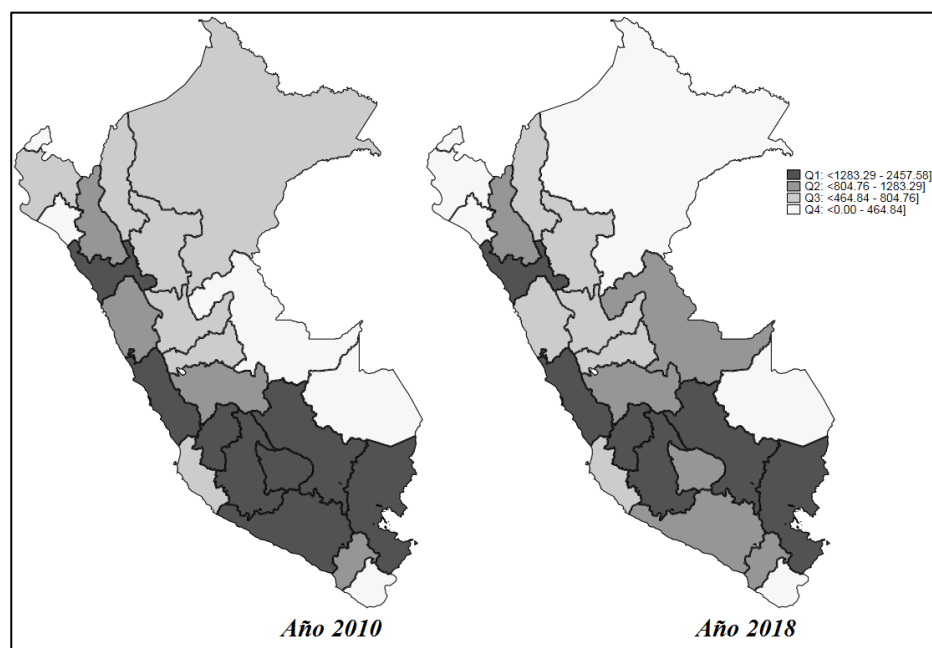 Q1: <1283.29 - 2457.58]
Q2: <804.76 - 1283.29]
Q3: <464.84 - 804.76]
Q4: <0.00 - 464.84]
Año 2010
Año 2018